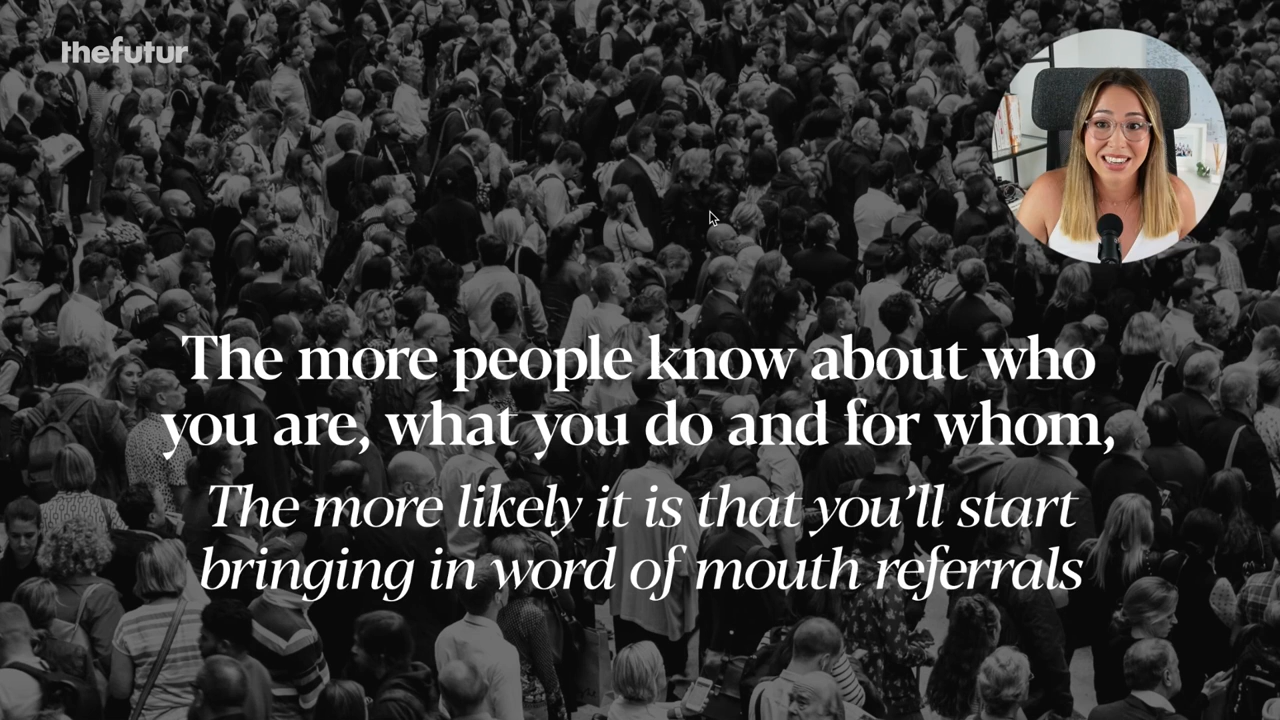 thefutur
The more people know about who
you are, what you do and for whom,
The more likely it is that you’ll start
bringing in word of mouth referrals